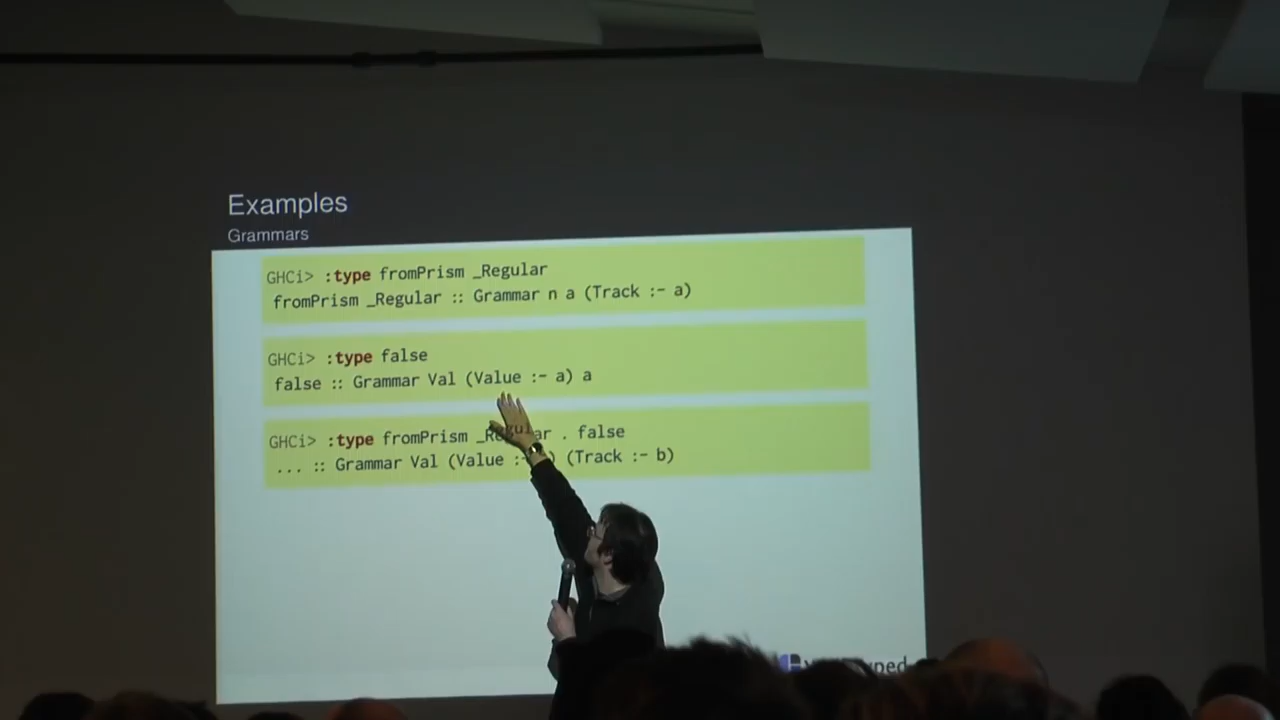 Examples
Grammars
GHCi> :type fromPrism _Regular
fromPrism _Regular :: Grammar n a (Track :- a)
GHCi> :type false
false :: Grammar Val (Value :- a) a
GHCi> :type fromPrism _Regular . false
... :: Grammar Val (Value :- ) (Track :- b)